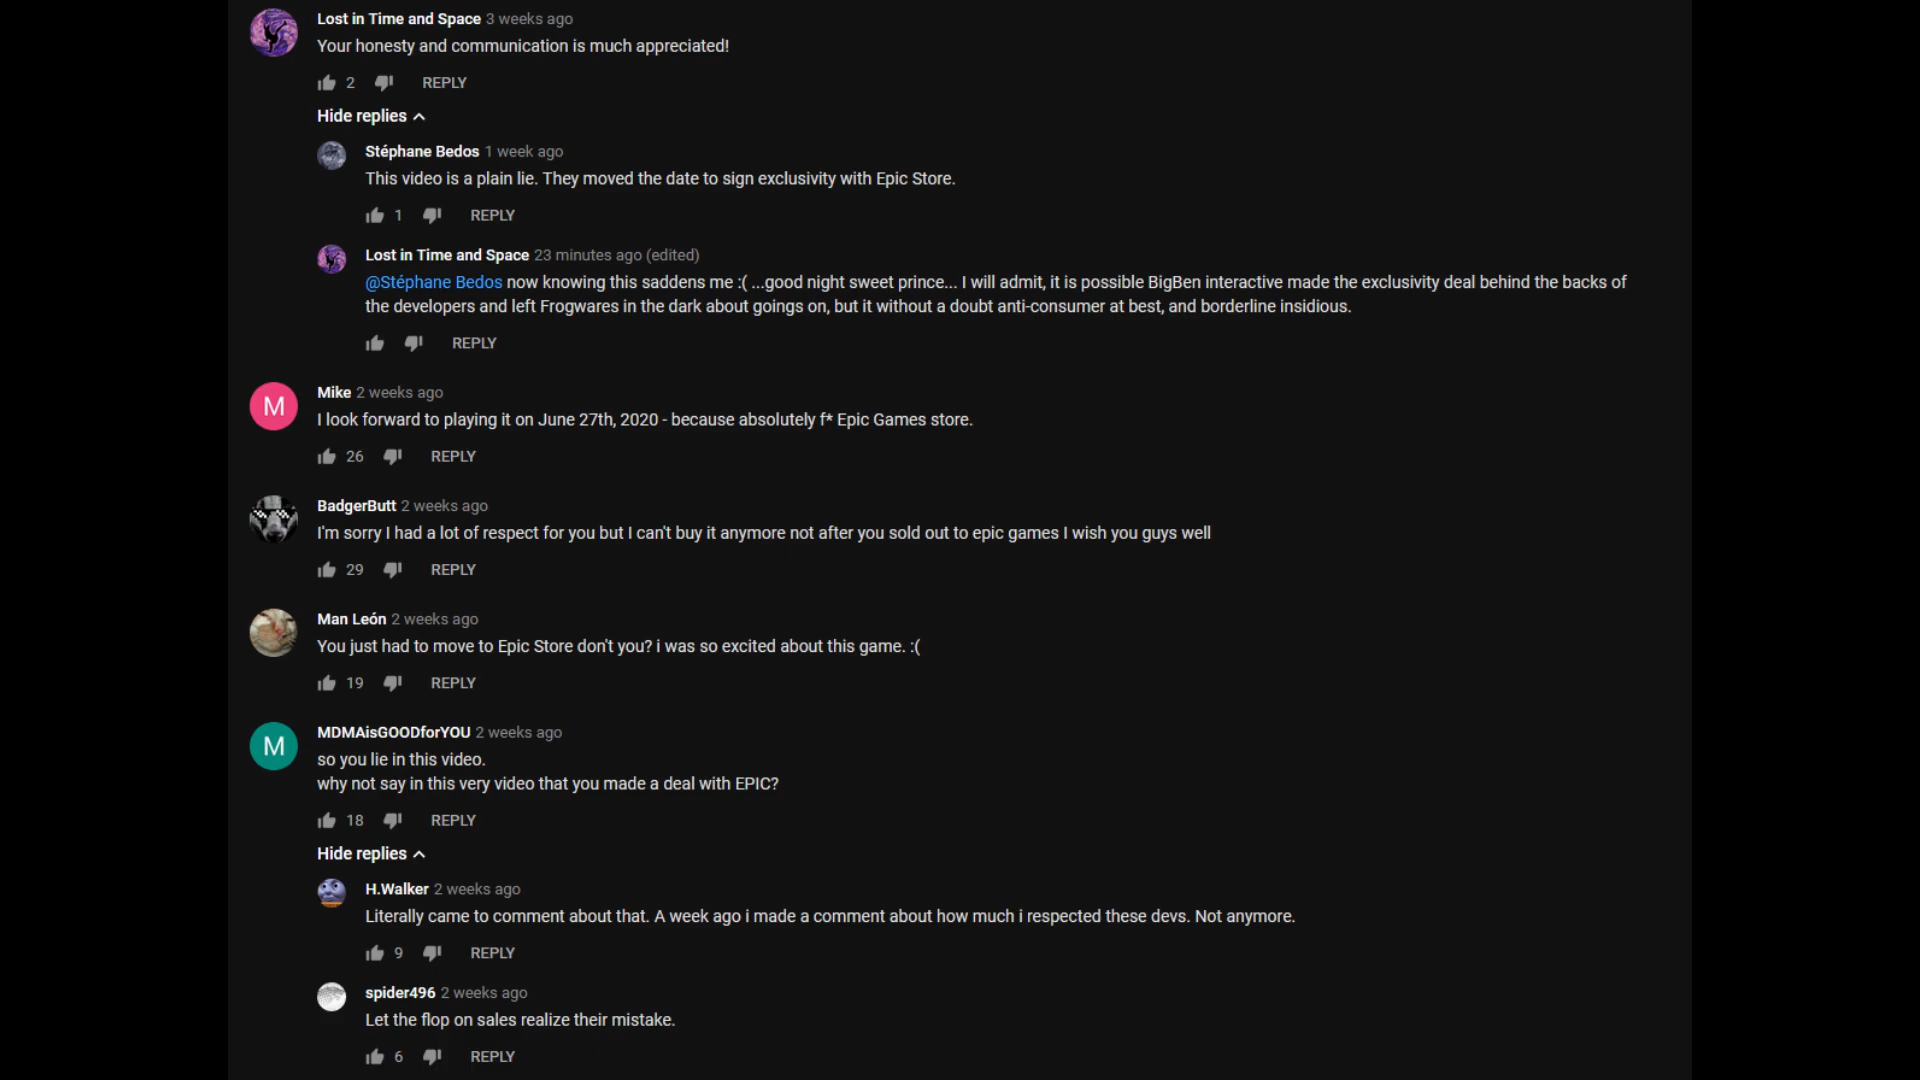 Lost in Time and Space 3 weeks ago
Your honesty and communication is much appreciated!
2 REPLY
Hide replies
Stéphane Bedos 1 week ago
This video is a plain lie. They moved the date to sign exclusivity with Epic Store.
1 REPLY
Lost in Time and Space 23 minutes ago (edited)
@Stéphane Bedos now knowing this saddens me :( ...good night sweet prince... I will admit, it is possible BigBen interactive made the exclusivity deal behind the backs of
the developers and left Frogwares in the dark about goings on, but it without a doubt anti-consumer at best, and borderline insidious.
REPLY
M
Mike 2 weeks ago
I look forward to playing it on June 27th, 2020 - because absolutely f* Epic Games store.
26 REPLY
BadgerButt 2 weeks ago
I'm sorry I had a lot of respect for you but I can't buy it anymore not after you sold out to epic games I wish you guys well
29 REPLY
Man León 2 weeks ago
You just had to move to Epic Store don't you? i was so excited about this game. :(
19 REPLY
M
MDMAisGOODforYOU 2 weeks ago
so you lie in this video.
why not say in this very video that you made a deal with EPIC?
18 REPLY
Hide replies
H.Walker 2 weeks ago
Literally came to comment about that. A week ago i made a comment about how much i respected these devs. Not anymore.
9 REPLY
spider496 2 weeks ago
Let the flop on sales realize their mistake.
6 REPLY